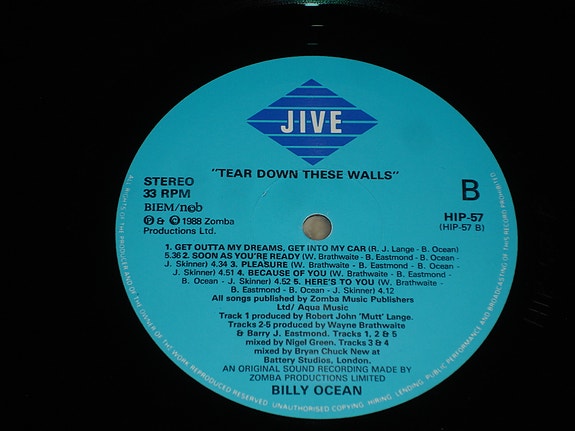 JIVE
"TEAR DOWN THESE WALLS"
STEREO
33 RPM
BIEM/ncb
℗ & © 1988 Zomba
Productions Ltd.
B
HIP-57
(HIP-57 B)
1. GET OUTTA MY DREAMS, GET INTO MY CAR (R. J. Lange - B. Ocean)
5.36 2. SOON AS YOU'RE READY (W. Brathwaite - B. Eastmond - B. Ocean -
J. Skinner) 4.34 3. PLEASURE (W. Brathwaite - B. Eastmond - B. Ocean
- J. Skinner) 4.51 4. BECAUSE OF YOU (W. Brathwaite - B. Eastmond
- B. Ocean - J. Skinner) 4.52 5. HERE'S TO YOU (W. Brathwaite -
B. Eastmond - B. Ocean - J. Skinner) 4.12
All songs published by Zomba Music Publishers
Ltd/ Aqua Music
Track 1 produced by Robert John 'Mutt' Lange.
Tracks 2-5 produced by Wayne Brathwaite
& Barry J. Eastmond. Tracks 1, 2 & 5
mixed by Nigel Green. Tracks 3 & 4
mixed by Bryan Chuck New at
Battery Studios, London.
AN ORIGINAL SOUND RECORDING MADE BY
ZOMBA PRODUCTIONS LIMITED
BILLY OCEAN
ALL RIGHTS OF THE PRODUCER AND OF THE OWNER OF THE WORK REPRODUCED RESERVED. UNAUTHORISED COPYING, HIRING, LENDING, PUBLIC PERFORMANCE AND BROADCASTING OF THIS RECORD PROHIBITED